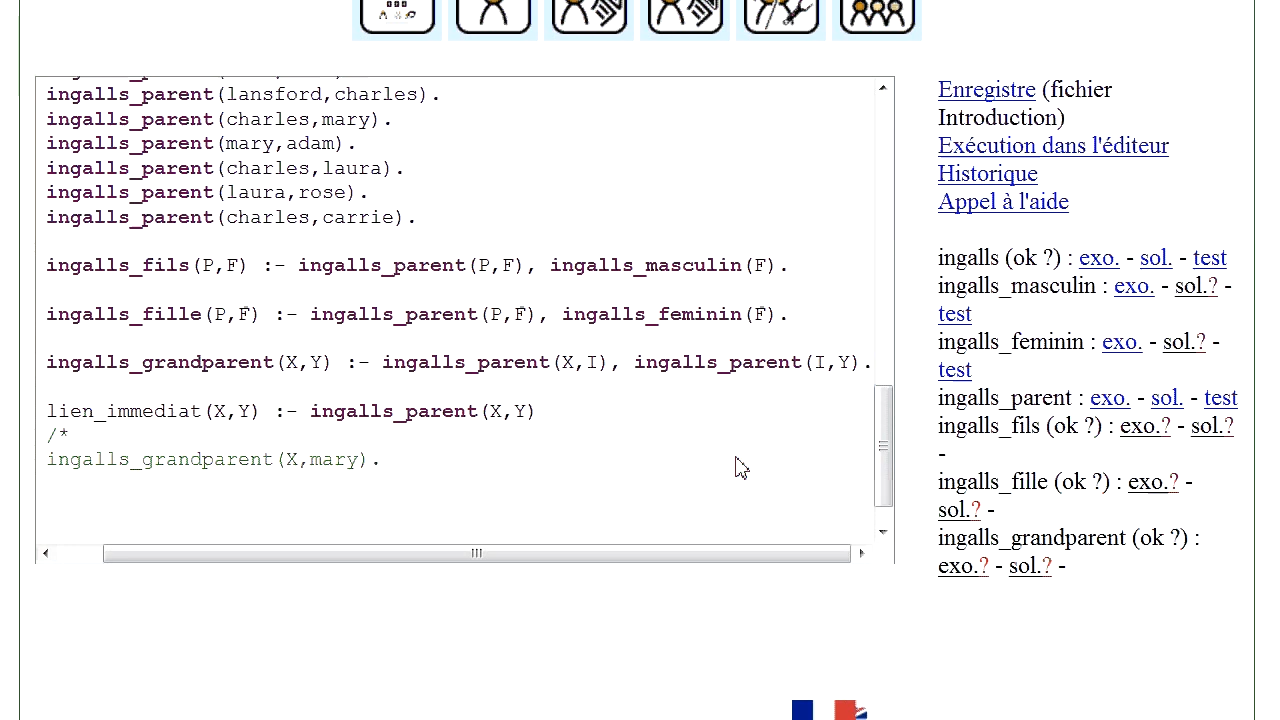 ingalls_parent(lansford,charles).
ingalls_parent(charles,mary).
ingalls_parent(mary,adam).
ingalls_parent(charles,laura).
ingalls_parent(laura,rose).
ingalls_parent(charles,carrie).
ingalls_fils(P,F) :- ingalls_parent(P,F), ingalls_masculin(F).
ingalls_fille(P,F) :- ingalls_parent(P,F), ingalls_feminin(F).
ingalls_grandparent(X,Y) :- ingalls_parent(X,I), ingalls_parent(I,Y).
lien_immediat(X,Y) :- ingalls_parent(X,Y)
/*
ingalls_grandparent(X,mary).
Enregistre (fichier
Introduction)
Exécution dans l'éditeur
Historique
Appel à l'aide
ingalls (ok ?) : exo. - sol. - test
ingalls_masculin : exo. - sol.? -
test
ingalls_feminin : exo. - sol.? -
test
ingalls_parent : exo. - sol. - test
ingalls_fils (ok ?) : exo.? - sol.?
-
ingalls_fille (ok ?) : exo.? -
sol.? -
ingalls_grandparent (ok ?) :
exo.? - sol.? -